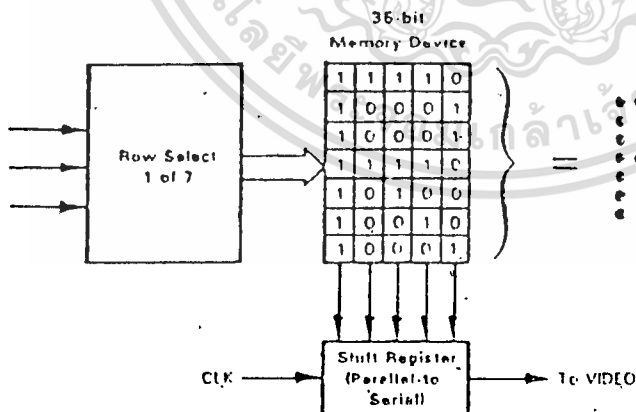 36-bit
Memory Device
1 1 1 1 0
1 0 0 0 1
1 0 0 0 1
Row Select
1 of 7
1 1 1 1 0
=
1 0 1 0 0
1 0 0 1 0
1 0 0 0 1
CLK
Shift Register
(Parallel-to
Serial)
To VIDEO